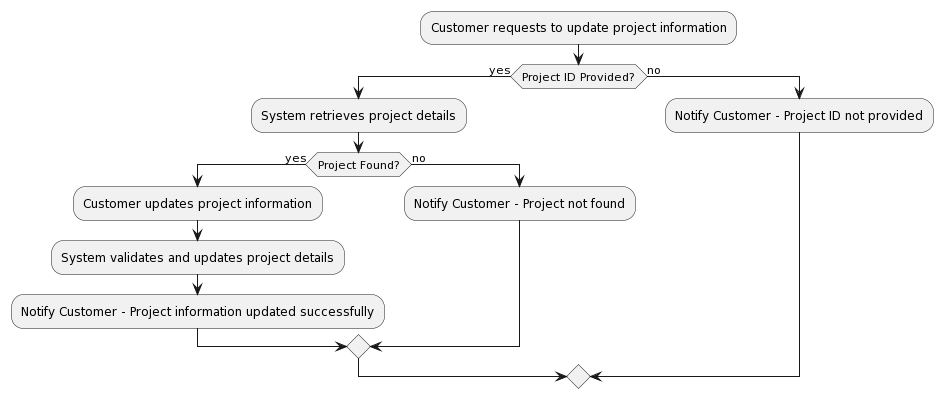 Customer requests to update project information
yes
Project ID Provided?
no
System retrieves project details
Notify Customer - Project ID not provided
yes
Project Found?
no
Customer updates project information
Notify Customer - Project not found
System validates and updates project details
Notify Customer - Project information updated successfully